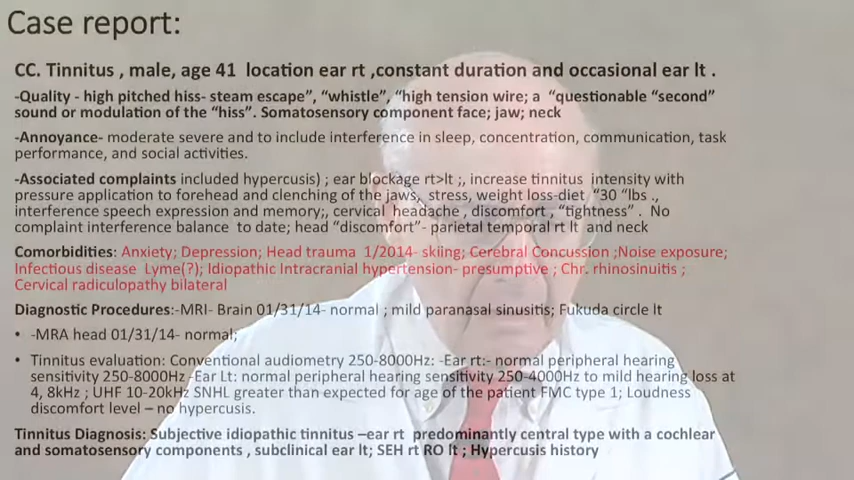 Case report:
CC. Tinnitus , male, age 41  location ear rt ,constant duration and occasional ear lt .
-Quality - high pitched hiss- steam escape”, “whistle”, “high tension wire; a  “questionable “second”
sound or modulation of the “hiss”. Somatosensory component face; jaw; neck
-Annoyance- moderate severe and to include interference in sleep, concentration, communication, task
performance, and social activities.
-Associated complaints included hypercusis) ; ear blockage rt>lt ;, increase tinnitus  intensity with
pressure application to forehead and clenching of the jaws,  stress, weight loss-diet  “30 “lbs .,
interference speech expression and memory;, cervical  headache , discomfort , “tightness” .  No
complaint interference balance  to date; head “discomfort”- parietal temporal rt lt  and neck
Comorbidities: Anxiety; Depression; Head trauma  1/2014- skiing; Cerebral Concussion ;Noise exposure;
Infectious disease  Lyme(?); Idiopathic Intracranial hypertension- presumptive ; Chr. rhinosinuitis ;
Cervical radiculopathy bilateral
Diagnostic Procedures:-MRI- Brain 01/31/14- normal ; mild paranasal sinusitis; Fukuda circle lt
• -MRA head 01/31/14- normal;
• Tinnitus evaluation: Conventional audiometry 250-8000Hz: -Ear rt:- normal peripheral hearing
sensitivity 250-8000Hz -Ear Lt: normal peripheral hearing sensitivity 250-4000Hz to mild hearing loss at
4, 8kHz ; UHF 10-20kHz SNHL greater than expected for age of the patient FMC type 1; Loudness
discomfort level – no hypercusis.
Tinnitus Diagnosis: Subjective idiopathic tinnitus –ear rt  predominantly central type with a cochlear
and somatosensory components , subclinical ear lt; SEH rt RO lt ; Hypercusis history